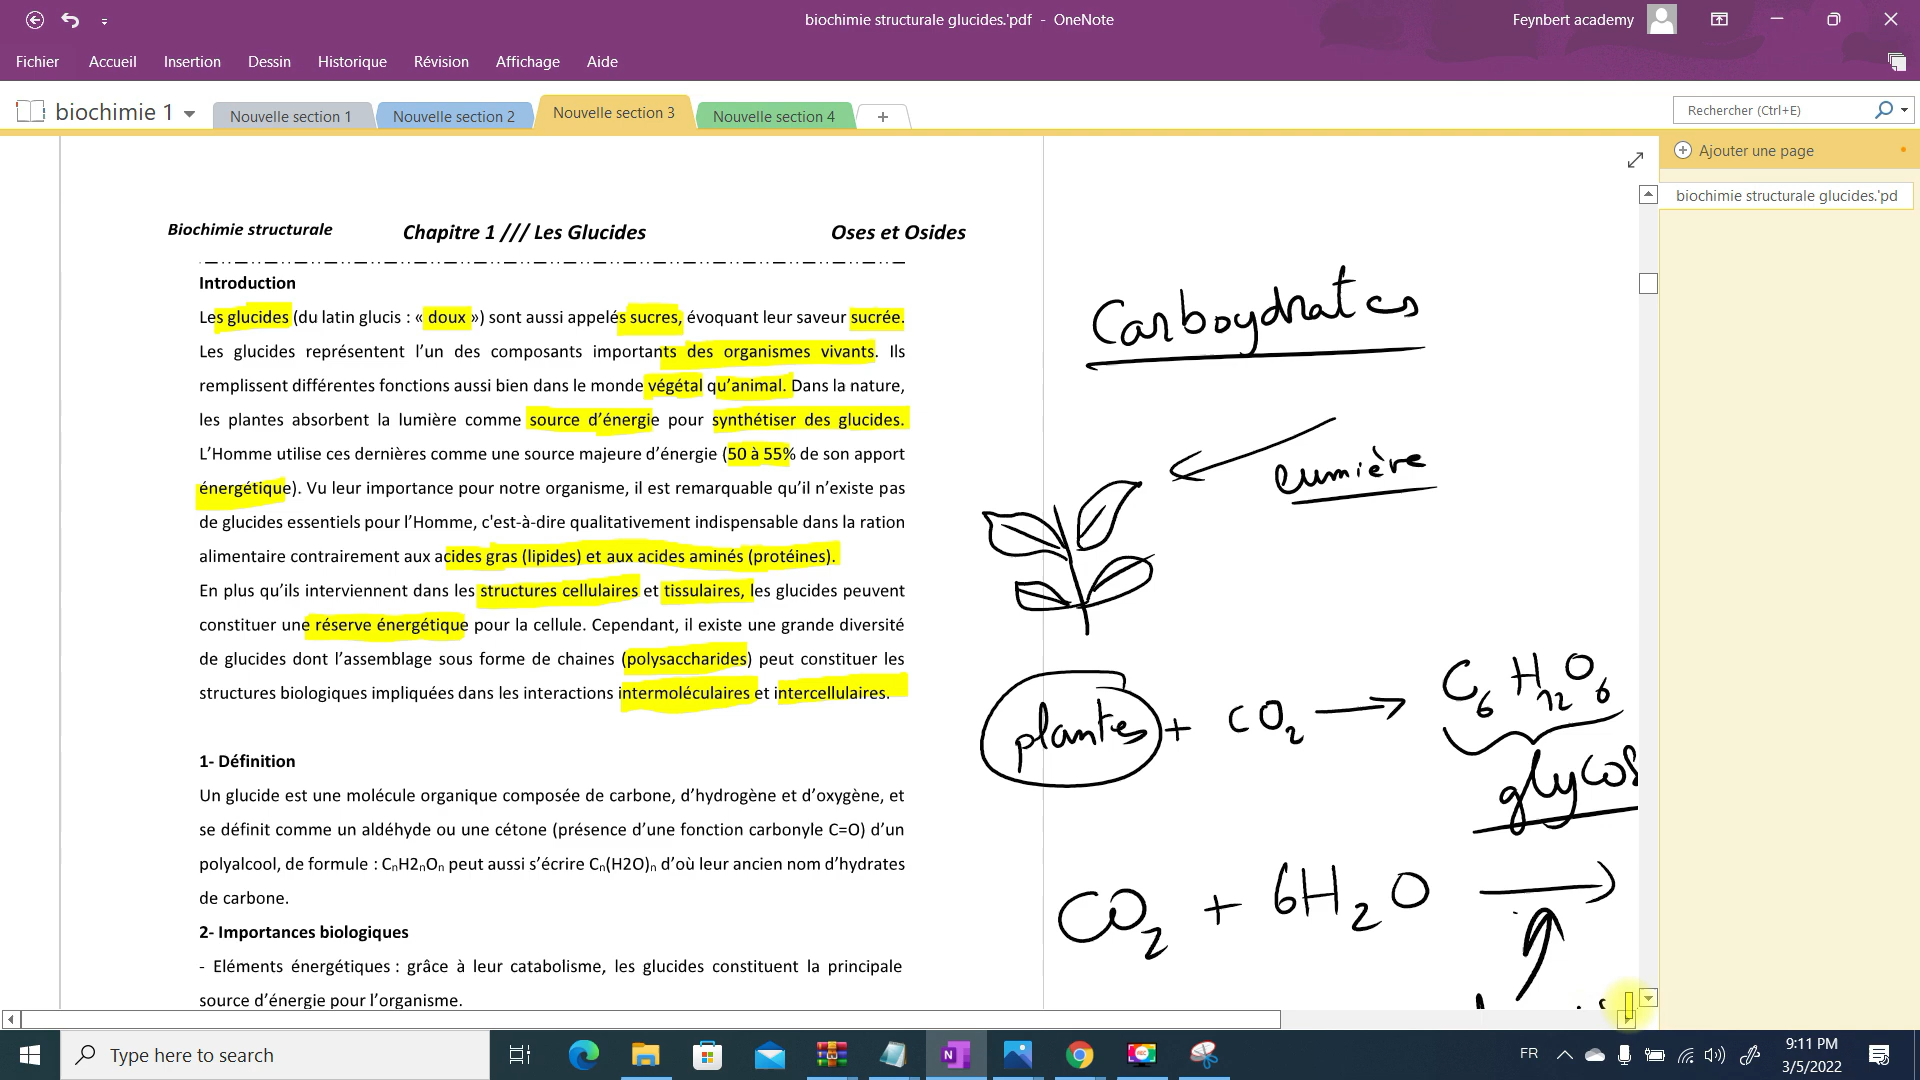 biochimie structurale glucides.'pdf - OneNote
Feynbert academy
Fichier Accueil Insertion Dessin Historique Révision Affichage Aide
biochimie 1
Nouvelle section 1
Nouvelle section 2
Nouvelle section 3
Nouvelle section 4
+
Rechercher (Ctrl+E)
Ajouter une page
biochimie structurale glucides.'pd
Biochimie structurale Chapitre 1 /// Les Glucides Oses et Osides
Introduction
Les glucides (du latin glucis : « doux ») sont aussi appelés sucres, évoquant leur saveur sucrée.
Les glucides représentent l’un des composants importants des organismes vivants. Ils
remplissent différentes fonctions aussi bien dans le monde végétal qu’animal. Dans la nature,
les plantes absorbent la lumière comme source d’énergie pour synthétiser des glucides.
L’Homme utilise ces dernières comme une source majeure d’énergie (50 à 55% de son apport
énergétique). Vu leur importance pour notre organisme, il est remarquable qu’il n’existe pas
de glucides essentiels pour l’Homme, c'est-à-dire qualitativement indispensable dans la ration
alimentaire contrairement aux acides gras (lipides) et aux acides aminés (protéines).
En plus qu’ils interviennent dans les structures cellulaires et tissulaires, les glucides peuvent
constituer une réserve énergétique pour la cellule. Cependant, il existe une grande diversité
de glucides dont l’assemblage sous forme de chaines (polysaccharides) peut constituer les
structures biologiques impliquées dans les interactions intermoléculaires et intercellulaires.
1- Définition
Un glucide est une molécule organique composée de carbone, d’hydrogène et d’oxygène, et
se définit comme un aldéhyde ou une cétone (présence d’une fonction carbonyle C=O) d’un
polyalcool, de formule : CₙH2ₙOₙ peut aussi s’écrire Cₙ(H2O)ₙ d’où leur ancien nom d’hydrates
de carbone.
2- Importances biologiques
- Eléments énergétiques : grâce à leur catabolisme, les glucides constituent la principale
source d’énergie pour l’organisme.
Carboydrates
lumière
plantes + CO₂ → C₆H₁₂O₆
glycos
CO₂ + 6H₂O →
Type here to search
FR
9:11 PM
3/5/2022